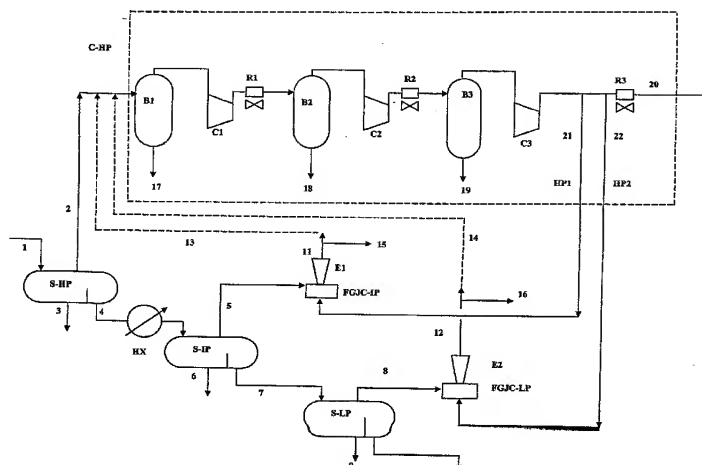 C-HP
R1
R2
R3
20
B1
B2
B3
C1
C2
C3
21
22
17
18
19
HP1
HP2
2
13
14
1
11
15
E1
16
S-HP
5
FGJC-IP
3
4
12
HX
S-IP
E2
8
FGJC-LP
6
7
S-LP